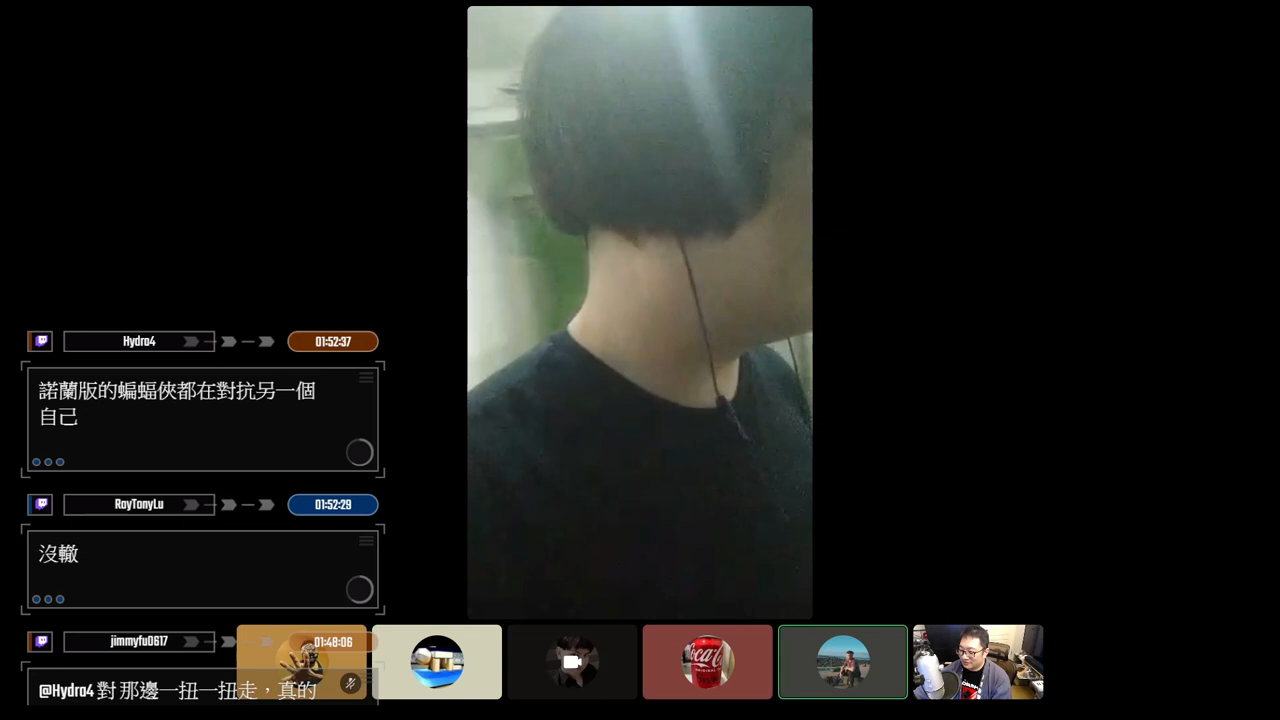 Hydro4
01:52:37
諾蘭版的蝙蝠俠都在對抗另一個
自己
RoyTonyLu
01:52:29
沒轍
jimmyfu0617
01:48:06
@Hydro4 對 那邊一扭一扭走，真的
Coca-Cola